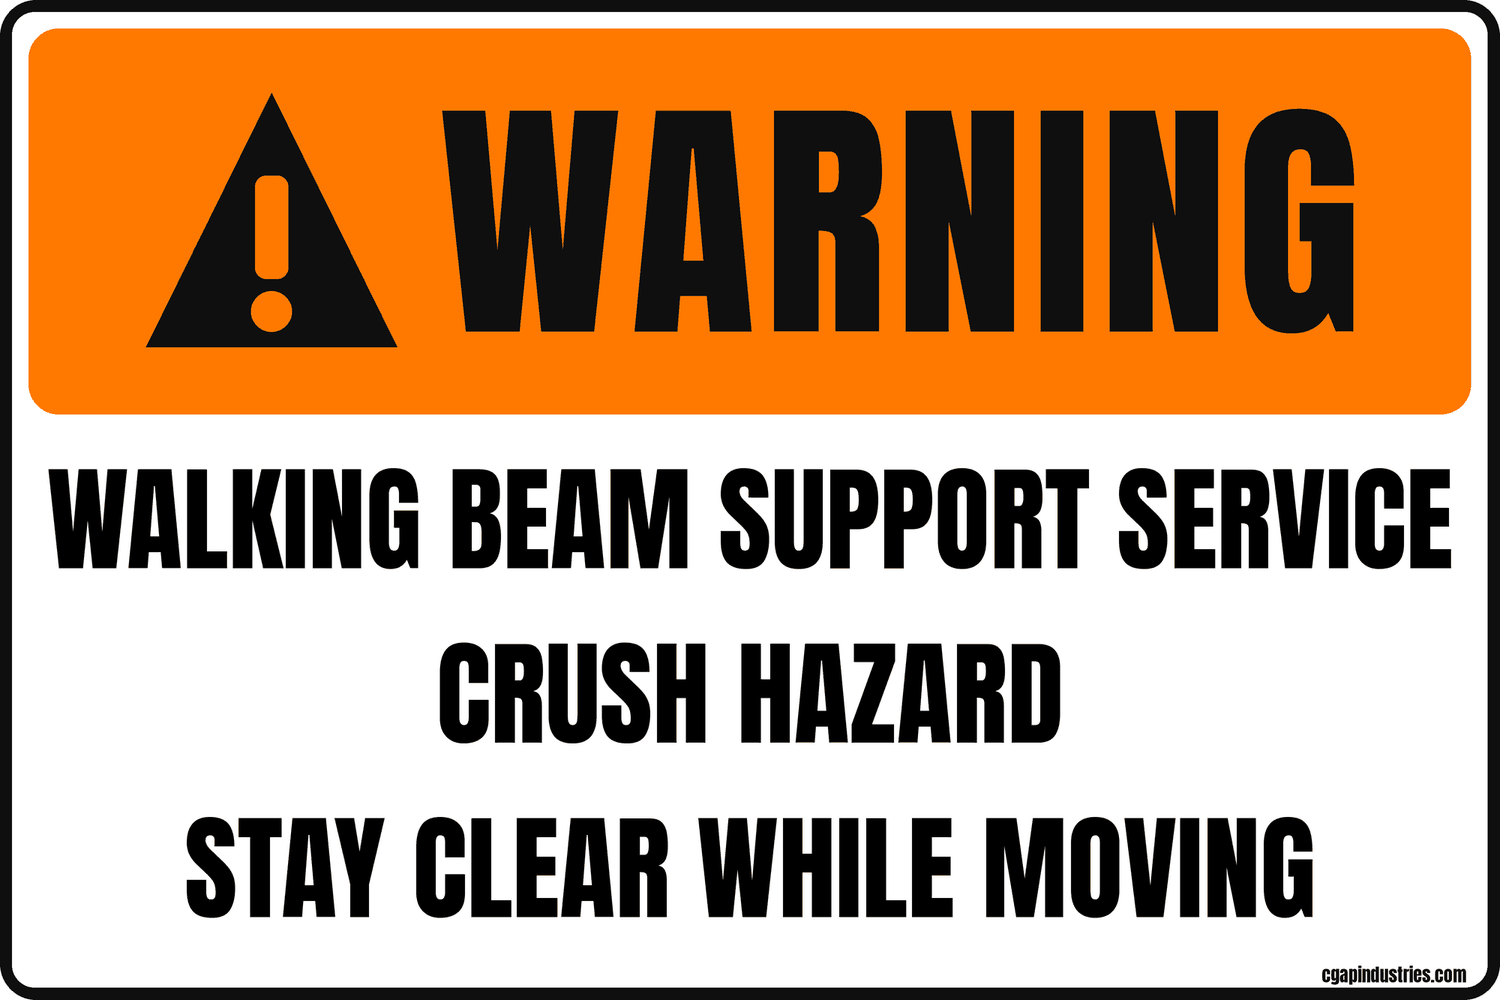 WARNING
WALKING BEAM SUPPORT SERVICE
CRUSH HAZARD
STAY CLEAR WHILE MOVING
cgapindustries.com